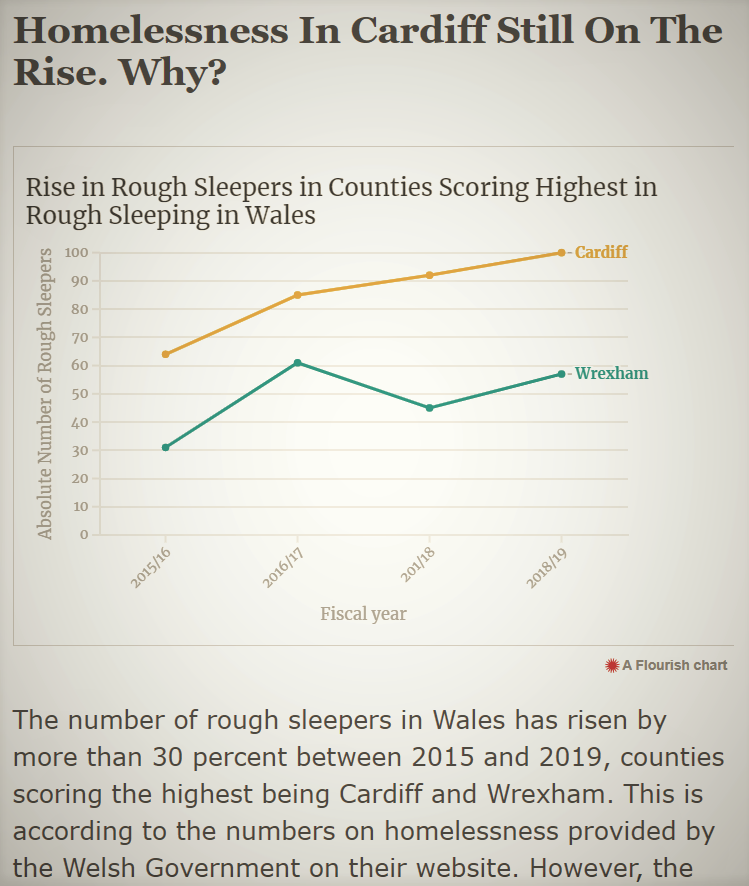 Homelessness In Cardiff Still On The
Rise. Why?
Rise in Rough Sleepers in Counties Scoring Highest in
Rough Sleeping in Wales
Absolute Number of Rough Sleepers
100
90
80
70
60
50
40
30
20
10
0
Cardiff
Wrexham
2015/16
2016/17
201/18
2018/19
Fiscal year
A Flourish chart
The number of rough sleepers in Wales has risen by
more than 30 percent between 2015 and 2019, counties
scoring the highest being Cardiff and Wrexham. This is
according to the numbers on homelessness provided by
the Welsh Government on their website. However, the